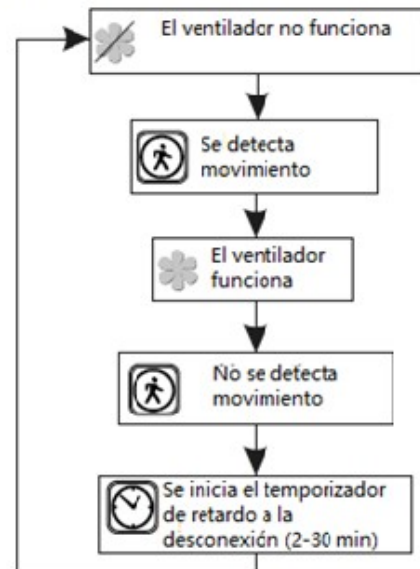 El ventilador no funciona
Se detecta
movimiento
El ventilador
funciona
No se detecta
movimiento
Se inicia el temporizador
de retardo a la
desconexión (2-30 min)